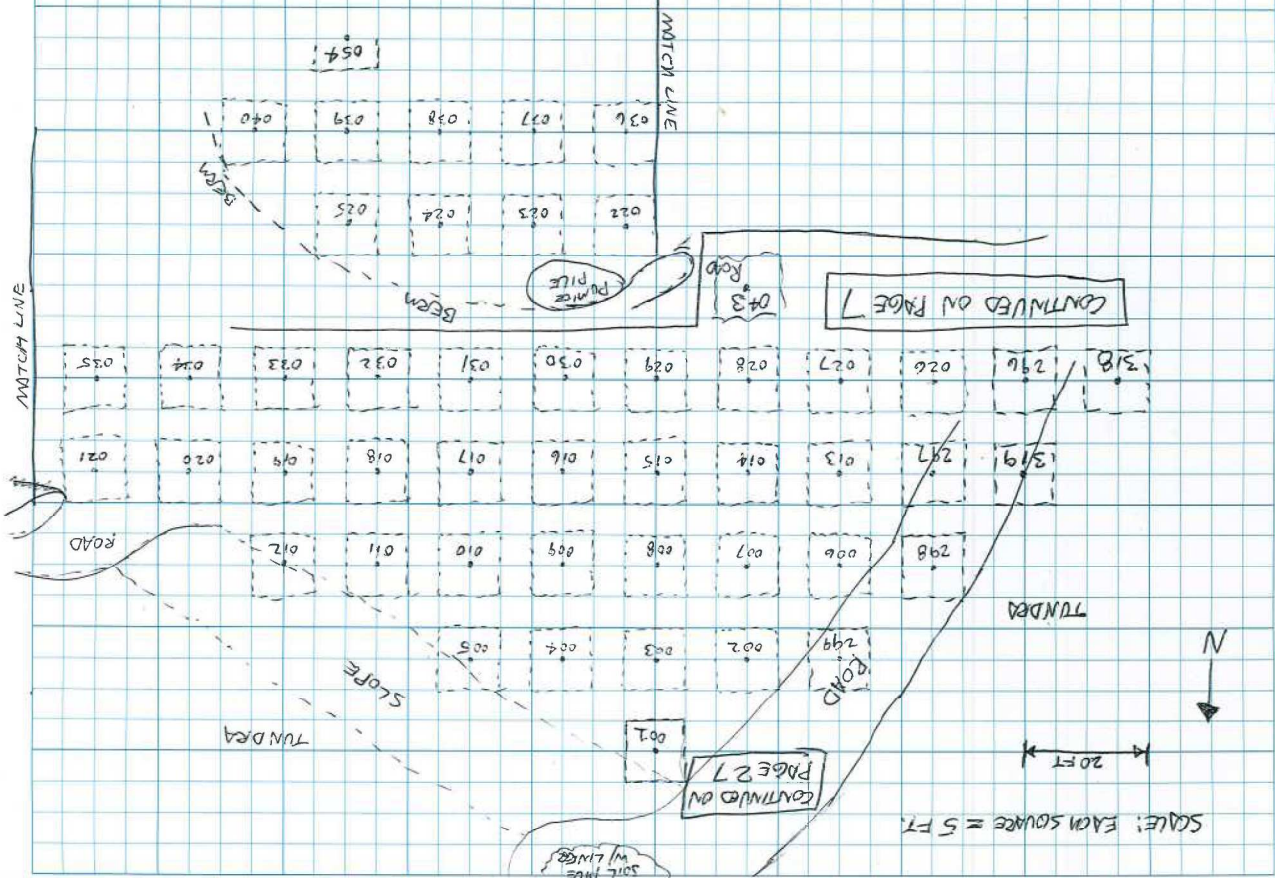 SOIL PILE
W/ LINER
SCALE: EACH SQUARE = 5 FT.
CONTINUED ON
PAGE 27
20 FT
001
TUNDRA
N
299
002
003
004
005
ROAD
SLOPE
TUNDRA
298
006
007
008
009
010
011
012
ROAD
319
297
013
014
015
016
017
018
019
020
021
318
296
026
027
028
029
030
031
032
033
034
035
MATCH LINE
CONTINUED ON PAGE 7
043
ROAD
PUMICE
PILE
BERM
022
023
024
025
BERM
036
037
038
039
040
MATCH LINE
054